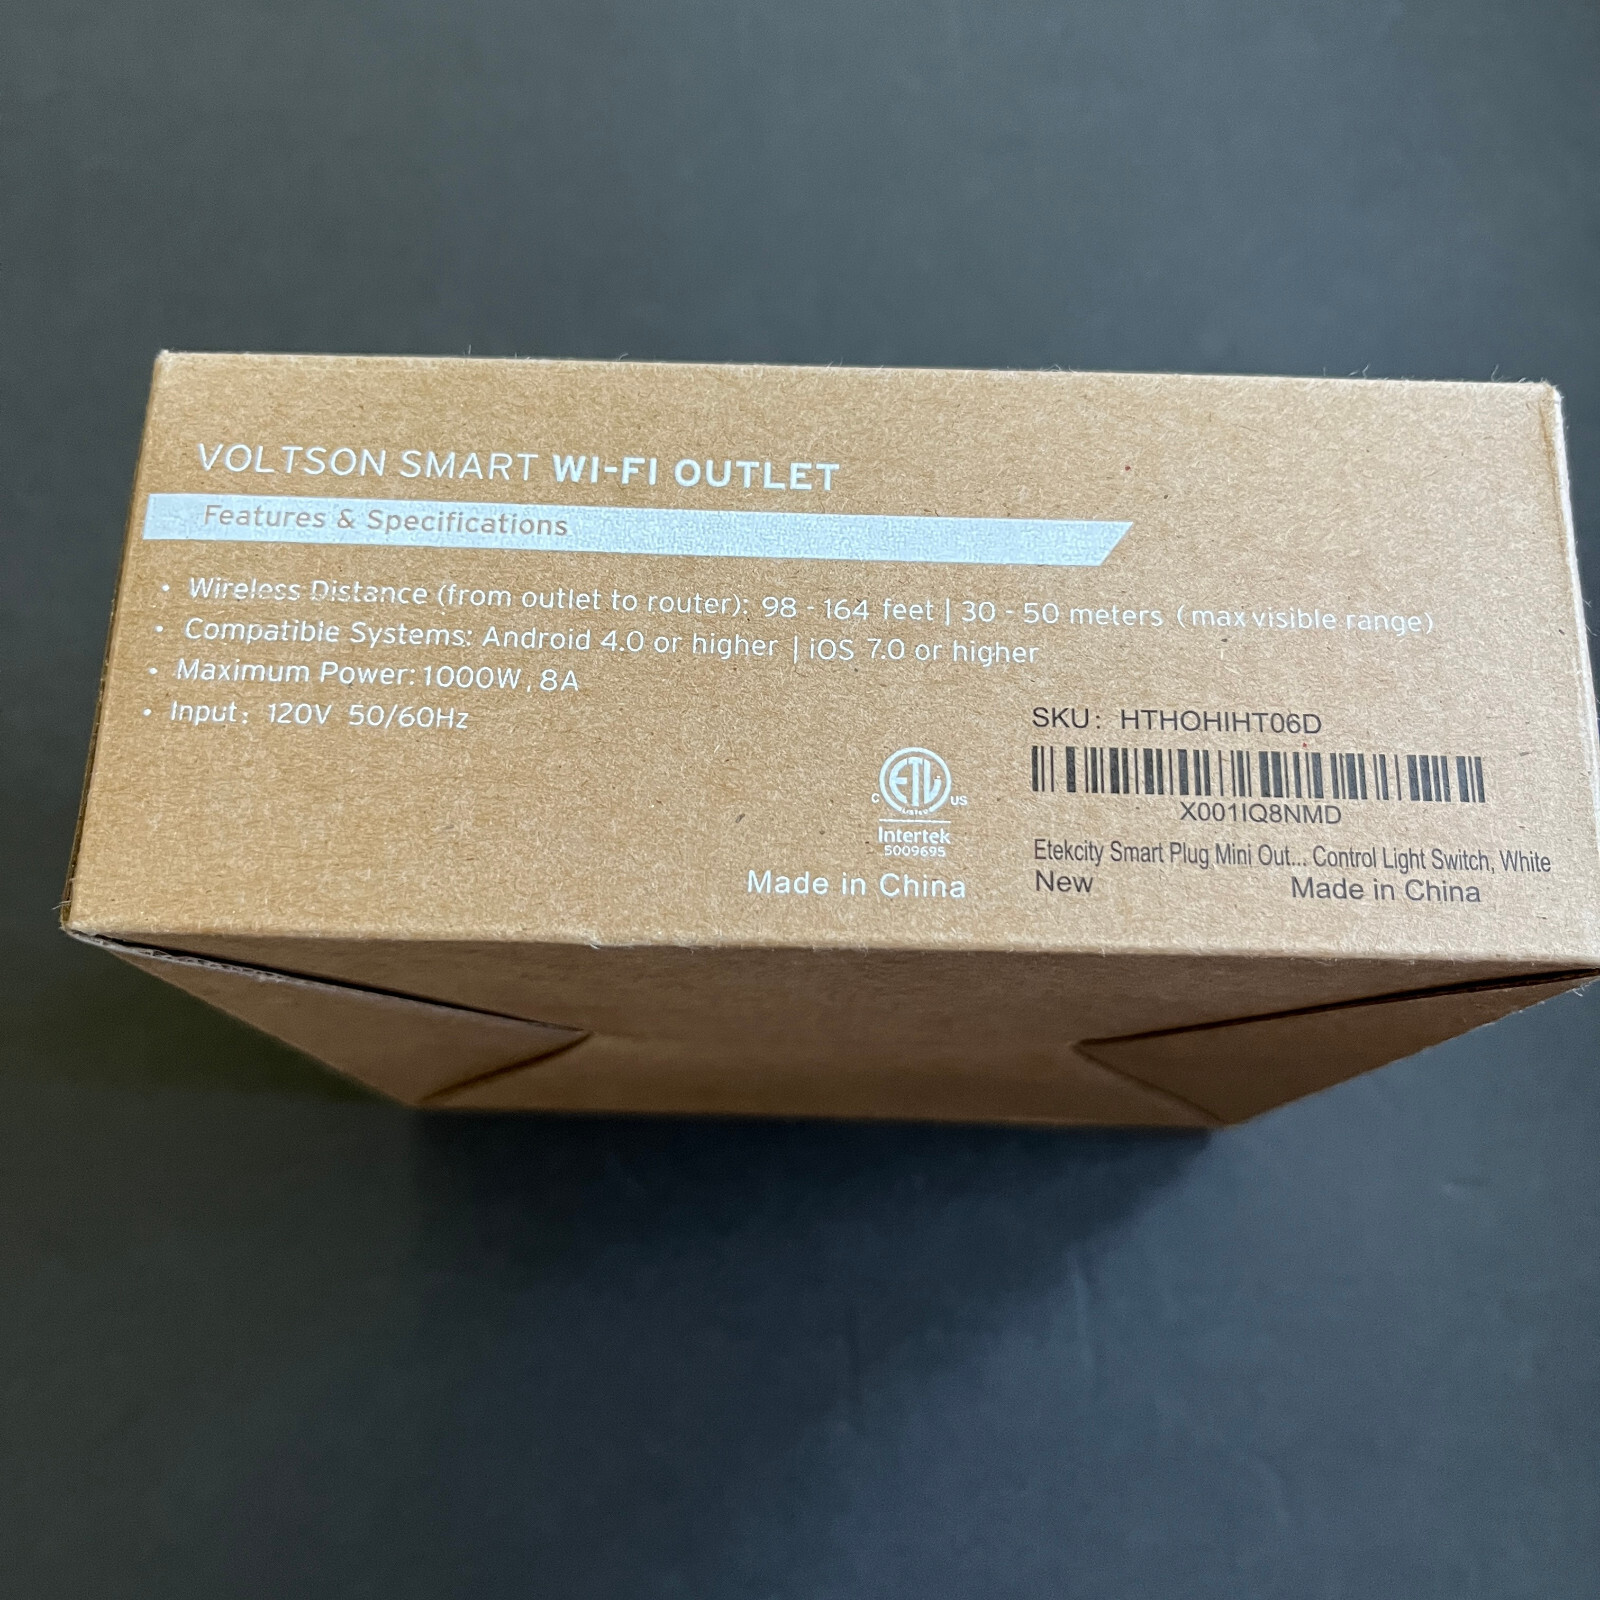 VOLTSON SMART WI-FI OUTLET
Features & Specifications
• Wireless Distance (from outlet to router): 98 - 164 feet | 30 - 50 meters (max visible range)
• Compatible Systems: Android 4.0 or higher | iOS 7.0 or higher
• Maximum Power: 1000W, 8A
• Input: 120V 50/60Hz
SKU: HTHOHIHT06D
X001IQ8NMD
Etekcity Smart Plug Mini Out... Control Light Switch, White
New Made in China
ETL
LISTED
C US
Intertek
5009695
Made in China